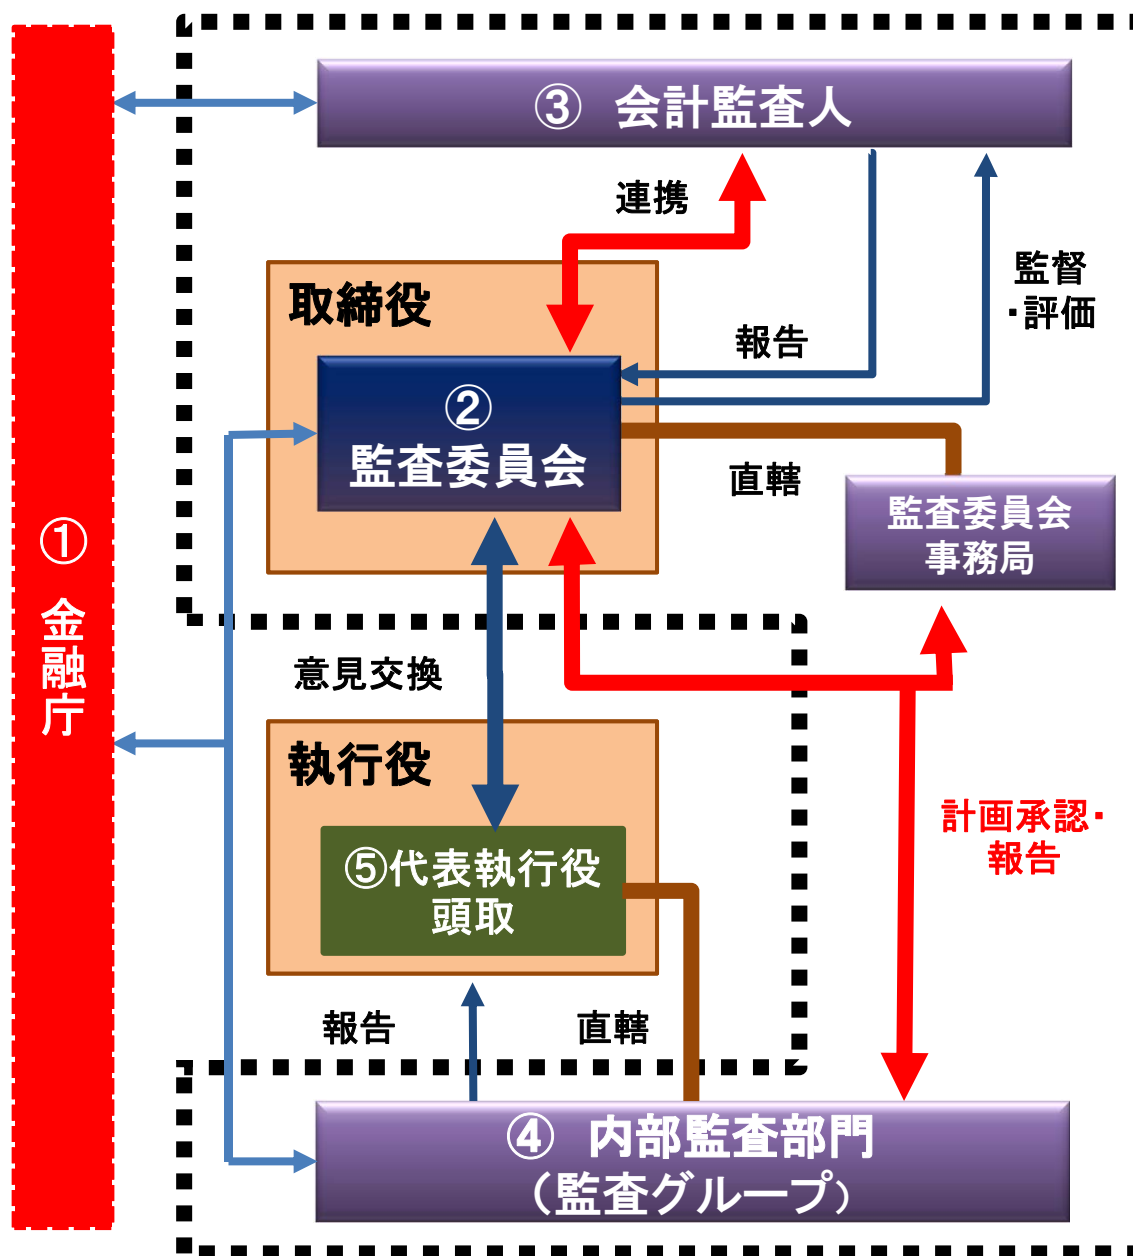 ① 金融庁
③ 会計監査人
連携
監督
・評価
取締役
報告
②
監査委員会
直轄
監査委員会
事務局
意見交換
執行役
⑤代表執行役
頭取
計画承認・
報告
報告
直轄
④ 内部監査部門
（監査グループ）